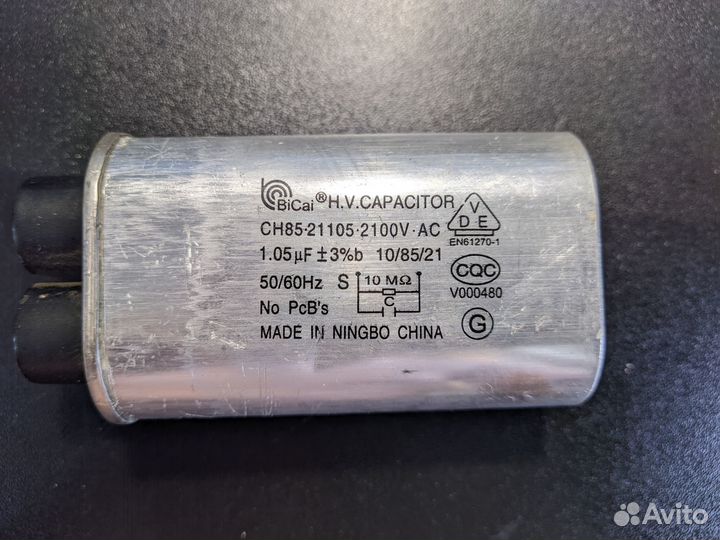 BiCai ® H.V.CAPACITOR
CH85·21105·2100V·AC
1.05µF ±3%b 10/85/21
50/60Hz S 10 MΩ
C
No PcB's
MADE IN NINGBO CHINA
VDE
EN61270-1
CQC
V000480
G
Avito